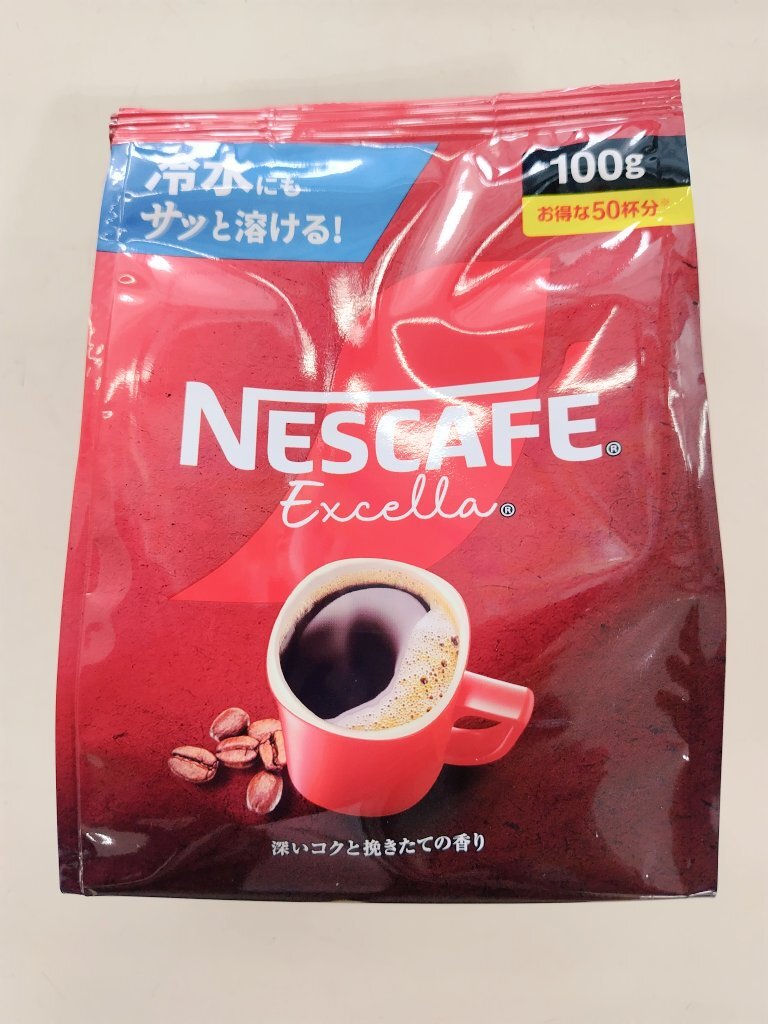 冷水にも
サッと溶ける!
100g
お得な50杯分※
NESCAFÉ®
Excella®
深いコクと挽きたての香り